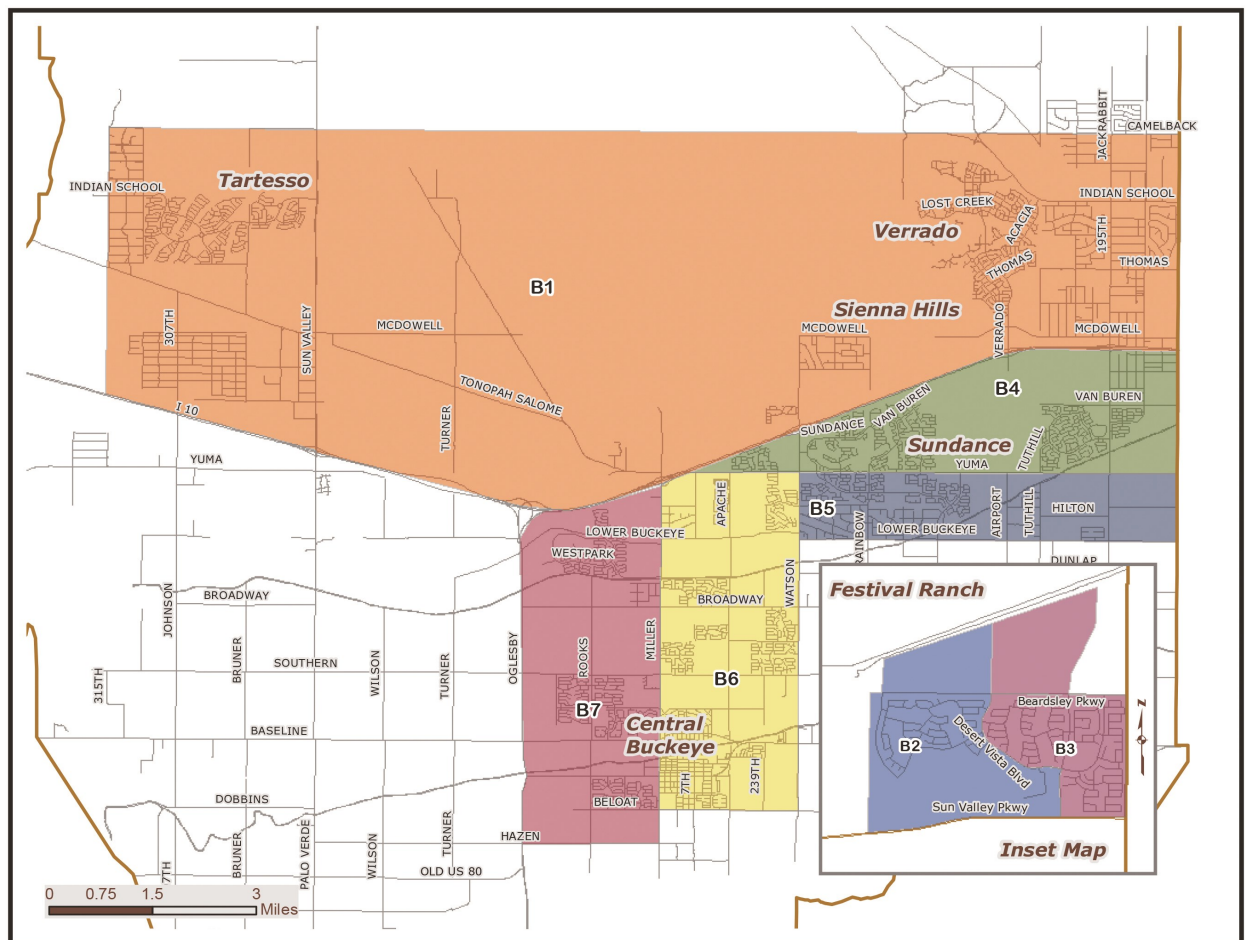 JACKRABBIT
CAMELBACK
INDIAN SCHOOL
Tartesso
INDIAN SCHOOL
LOST CREEK
ACACIA
195TH
Verrado
THOMAS
THOMAS
B1
307TH
SUN VALLEY
MCDOWELL
Sienna Hills
MCDOWELL
VERRADO
MCDOWELL
I 10
TONOPAH SALOME
TURNER
B4
VAN BUREN
VAN BUREN
SUNDANCE
Sundance
TUTHILL
YUMA
YUMA
APACHE
B5
RAINBOW
LOWER BUCKEYE
AIRPORT
TUTHILL
HILTON
LOWER BUCKEYE
WESTPARK
DUNLAP
JOHNSON
BROADWAY
BROADWAY
WATSON
BRUNER
SOUTHERN
WILSON
TURNER
OGLESBY
ROOKS
MILLER
315TH
B6
B7
Central
Buckeye
BASELINE
7TH
239TH
DOBBINS
BELOAT
HAZEN
7TH
BRUNER
PALO VERDE
WILSON
TURNER
OLD US 80
Festival Ranch
Beardsley Pkwy
B2
Desert Vista Blvd
B3
Sun Valley Pkwy
Inset Map
N
0 0.75 1.5 3
Miles